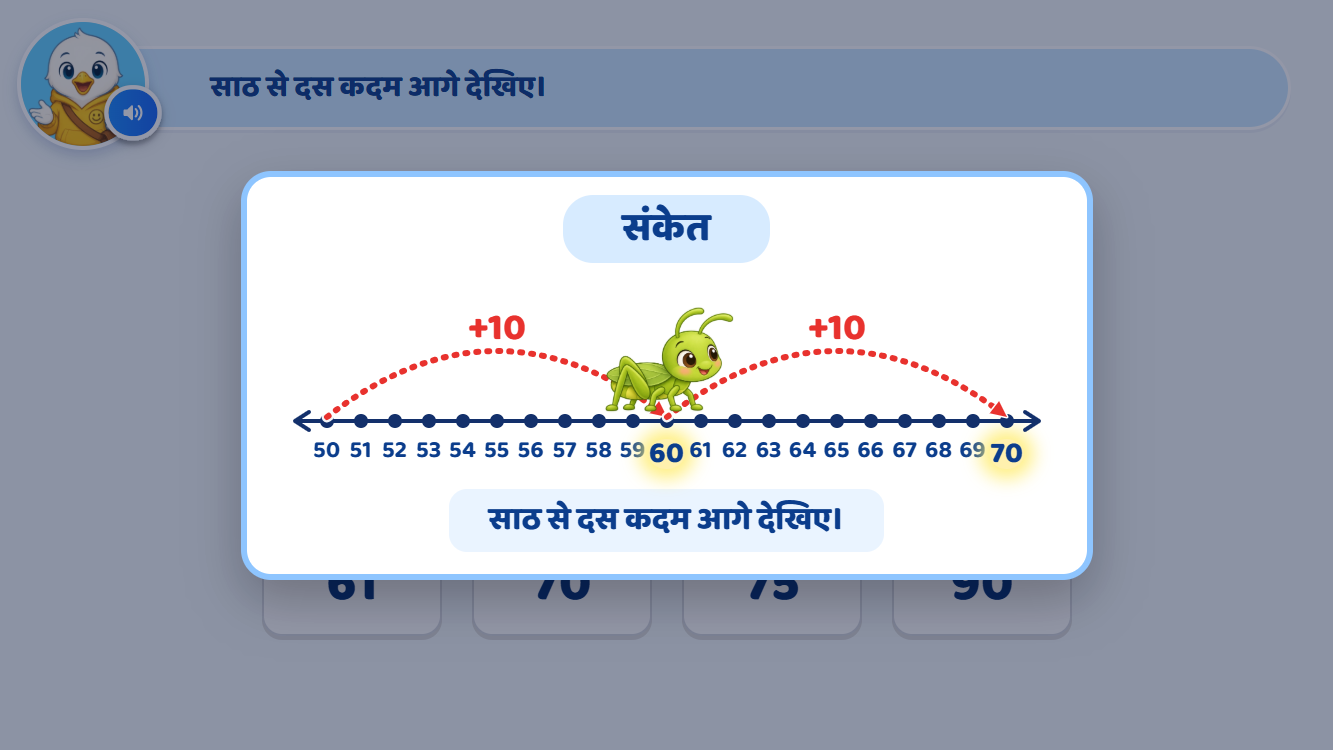 साठ से दस कदम आगे देखिए।
संकेत
+10 +10
50 51 52 53 54 55 56 57 58 59 60 61 62 63 64 65 66 67 68 69 70
साठ से दस कदम आगे देखिए।
61 70 75 90